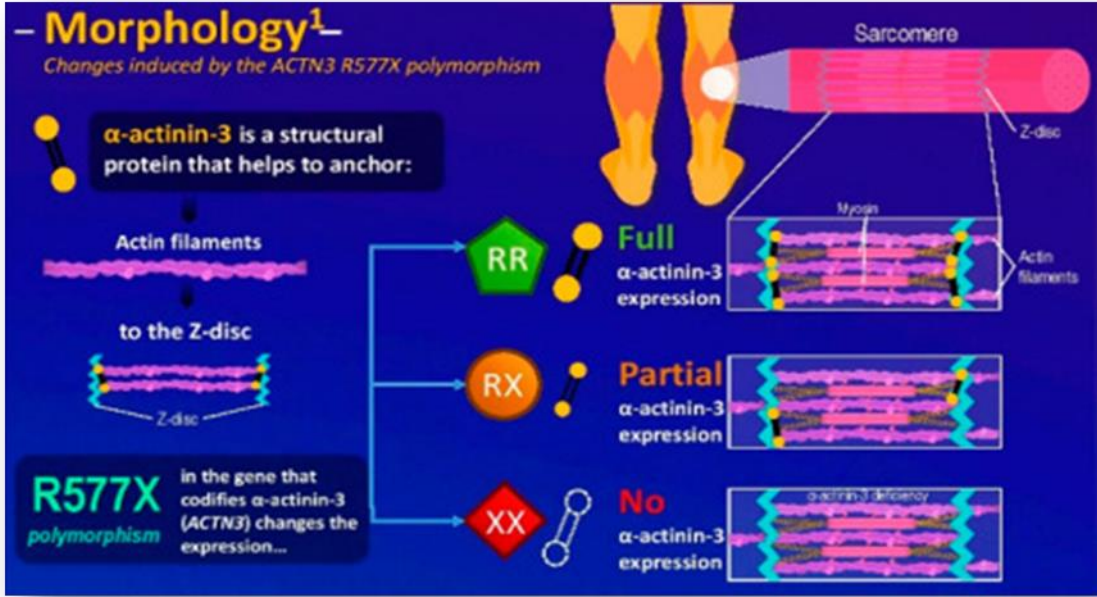 – Morphology¹–
Changes induced by the ACTN3 R577X polymorphism
α-actinin-3 is a structural
protein that helps to anchor:
Actin filaments
to the Z-disc
Z-disc
R577X
polymorphism
in the gene that
codifies α-actinin-3
(ACTN3) changes the
expression...
Sarcomere
Z-disc
RR
Full
α-actinin-3
expression
Myosin
Actin
filaments
RX
Partial
α-actinin-3
expression
XX
No
α-actinin-3
expression
α-actinin-3 deficiency